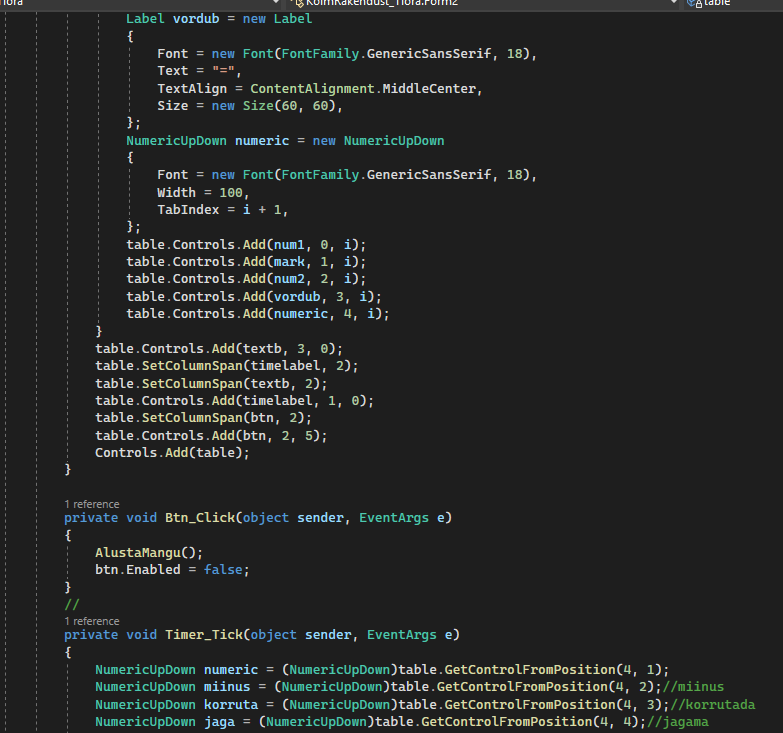 KolmRakendust_Tiora.Form2
table
Label vordub = new Label
{
Font = new Font(FontFamily.GenericSansSerif, 18),
Text = "=",
TextAlign = ContentAlignment.MiddleCenter,
Size = new Size(60, 60),
};
NumericUpDown numeric = new NumericUpDown
{
Font = new Font(FontFamily.GenericSansSerif, 18),
Width = 100,
TabIndex = i + 1,
};
table.Controls.Add(num1, 0, i);
table.Controls.Add(mark, 1, i);
table.Controls.Add(num2, 2, i);
table.Controls.Add(vordub, 3, i);
table.Controls.Add(numeric, 4, i);
}
table.Controls.Add(textb, 3, 0);
table.SetColumnSpan(timelabel, 2);
table.SetColumnSpan(textb, 2);
table.Controls.Add(timelabel, 1, 0);
table.SetColumnSpan(btn, 2);
table.Controls.Add(btn, 2, 5);
Controls.Add(table);
}
1 reference
private void Btn_Click(object sender, EventArgs e)
{
AlustaMangu();
btn.Enabled = false;
}
//
1 reference
private void Timer_Tick(object sender, EventArgs e)
{
NumericUpDown numeric = (NumericUpDown)table.GetControlFromPosition(4, 1);
NumericUpDown miinus = (NumericUpDown)table.GetControlFromPosition(4, 2);//miinus
NumericUpDown korruta = (NumericUpDown)table.GetControlFromPosition(4, 3);//korrutada
NumericUpDown jaga = (NumericUpDown)table.GetControlFromPosition(4, 4);//jagama